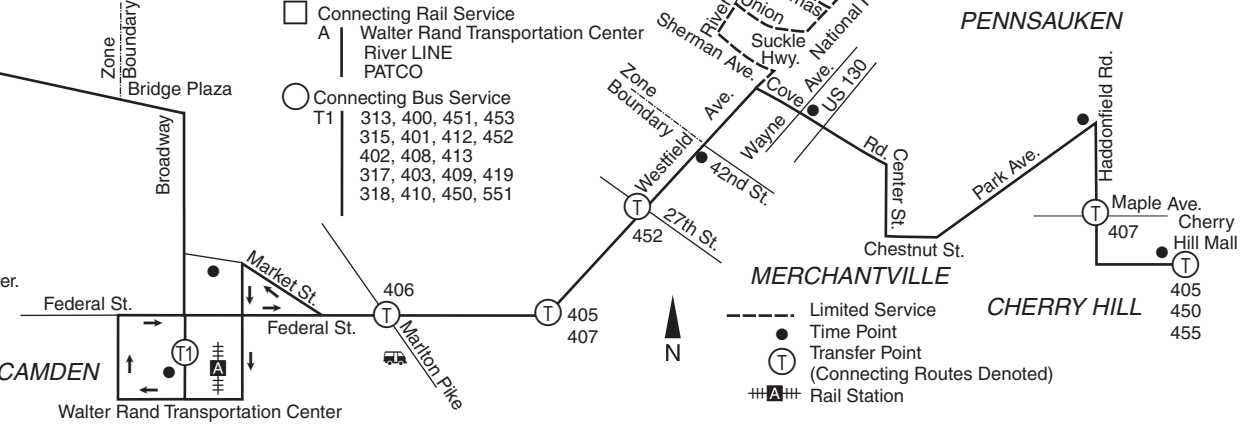 Zone
Boundary
Bridge Plaza
Broadway
Connecting Rail Service
A Walter Rand Transportation Center
River LINE
PATCO
Connecting Bus Service
T1 313, 400, 451, 453
315, 401, 412, 452
402, 408, 413
317, 403, 409, 419
318, 410, 450, 551
River
Union
Sherman Ave.
Suckle
Hwy.
National
PENNSAUKEN
Zone
Boundary
Westfield Ave.
Cove Rd.
Wayne Ave.
US 130
42nd St.
27th St.
T
452
Center St.
Chestnut St.
Park Ave.
Haddonfield Rd.
T
Maple Ave.
407
Cherry
Hill Mall
T
405
450
455
MERCHANTVILLE
CHERRY HILL
Market St.
Federal St.
Federal St.
406
T
Marlton Pike
T
405
407
N
Limited Service
Time Point
T Transfer Point
(Connecting Routes Denoted)
A Rail Station
CAMDEN
T1
A
Walter Rand Transportation Center